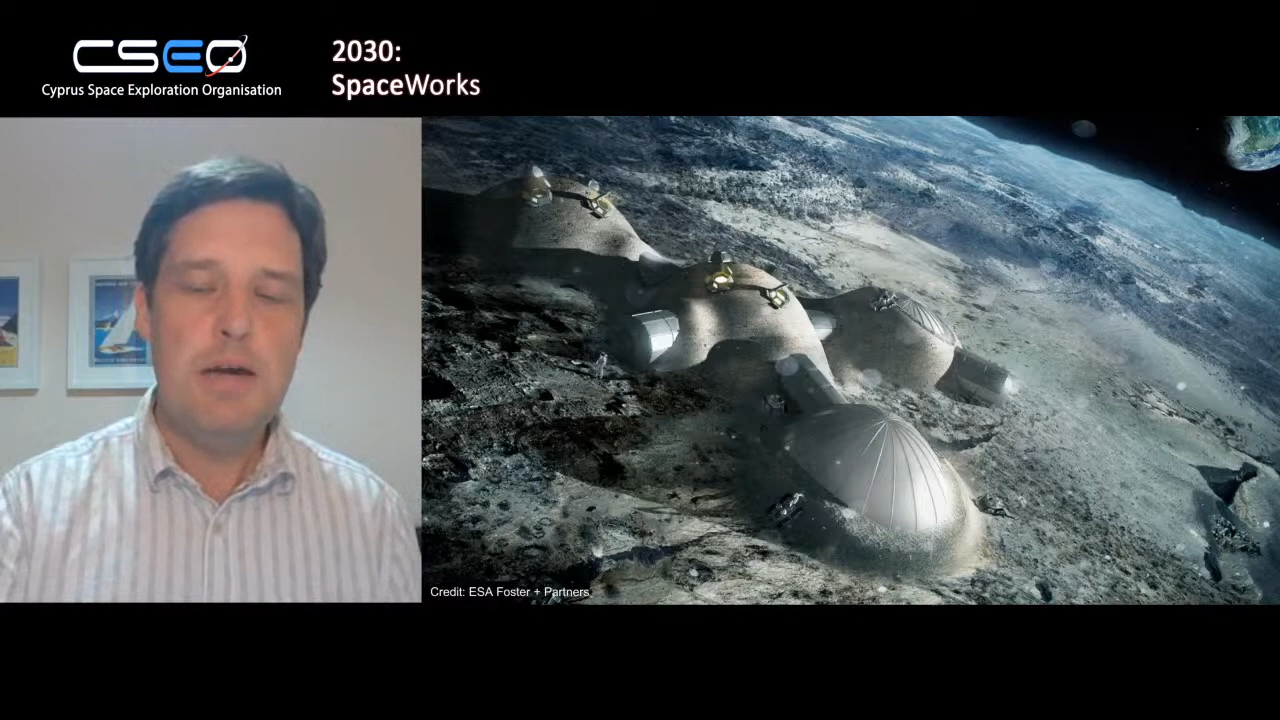 CSEO
Cyprus Space Exploration Organisation
2030:
SpaceWorks
Credit: ESA Foster + Partners